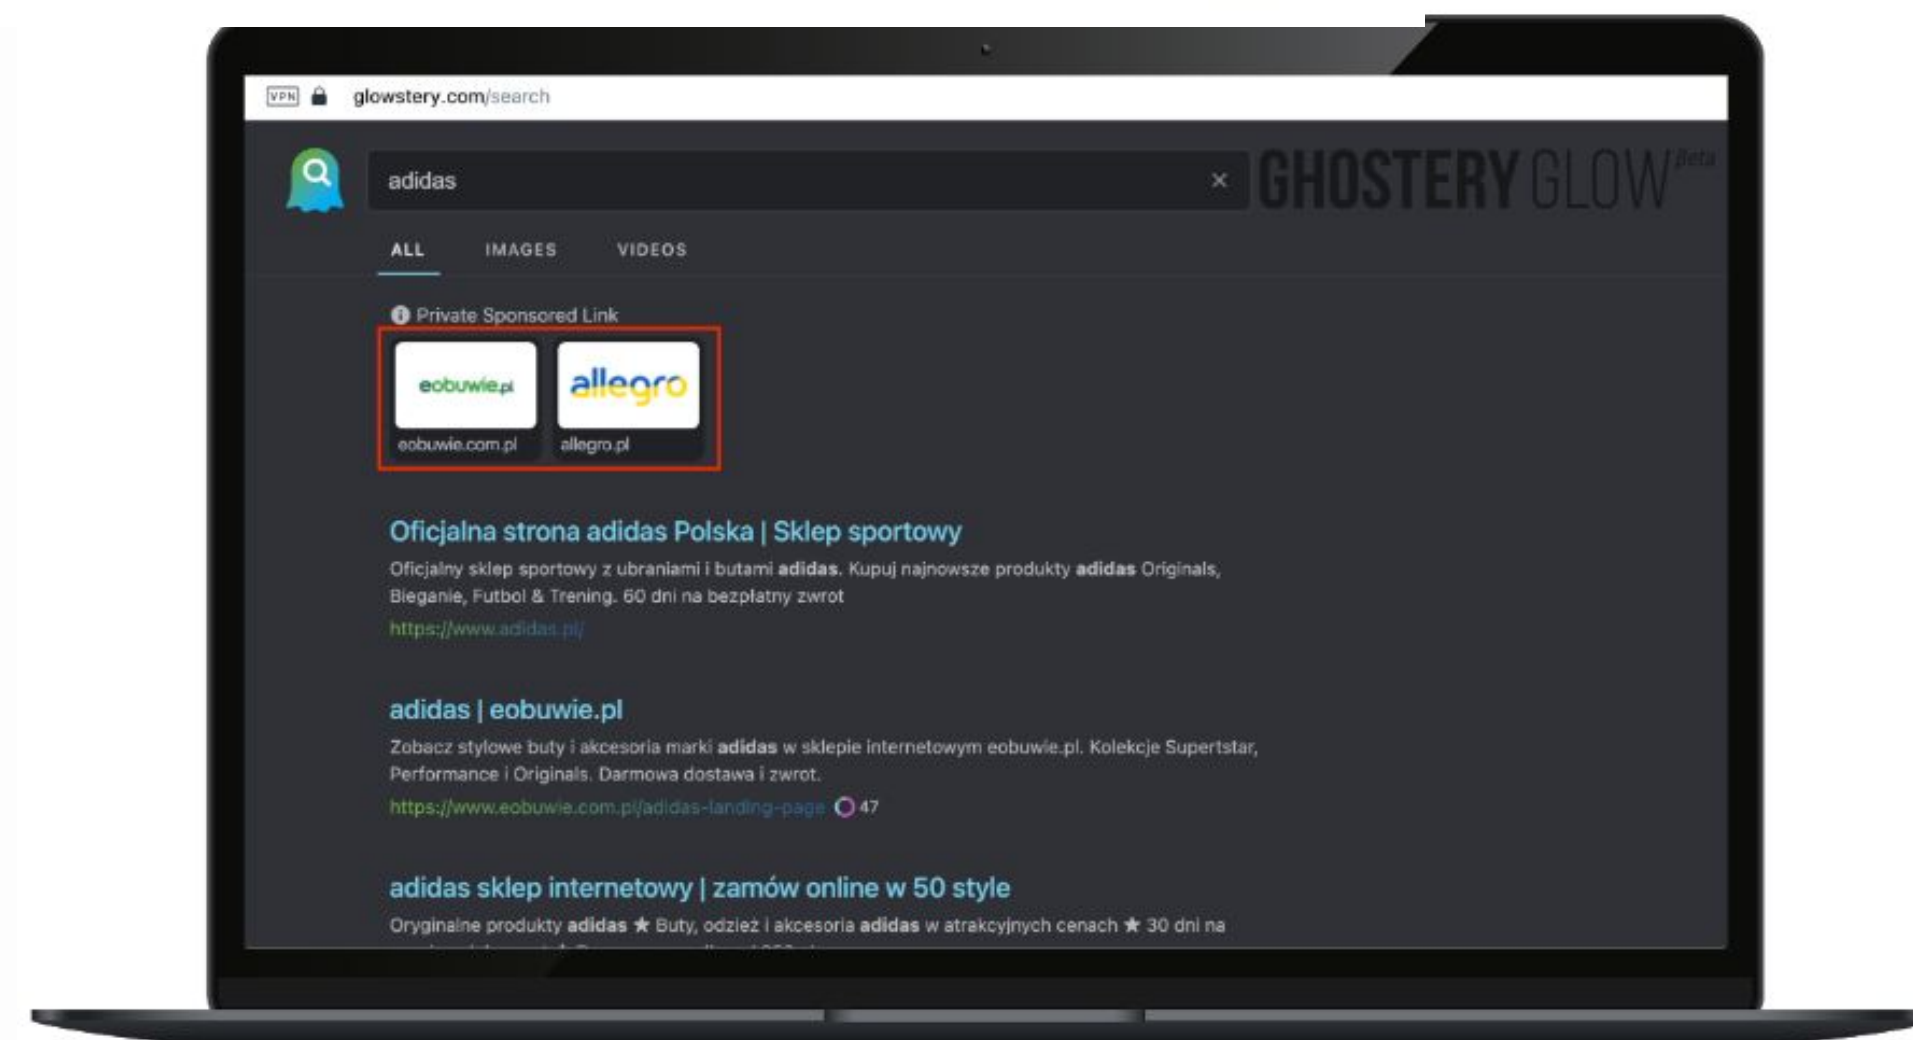 VPN glowstery.com/search
adidas × GHOSTERY GLOW Beta
ALL IMAGES VIDEOS
Private Sponsored Link
eobuwie.pl allegro
eobuwie.com.pl allegro.pl
Oficjalna strona adidas Polska | Sklep sportowy
Oficjalny sklep sportowy z ubraniami i butami adidas. Kupuj najnowsze produkty adidas Originals,
Bieganie, Futbol & Trening. 60 dni na bezpłatny zwrot
https://www.adidas.pl/
adidas | eobuwie.pl
Zobacz stylowe buty i akcesoria marki adidas w sklepie internetowym eobuwie.pl. Kolekcje Supertstar,
Performance i Originals. Darmowa dostawa i zwrot.
https://www.eobuwie.com.pl/adidas-landing-page 47
adidas sklep internetowy | zamów online w 50 style
Oryginalne produkty adidas ★ Buty, odzież i akcesoria adidas w atrakcyjnych cenach ★ 30 dni na